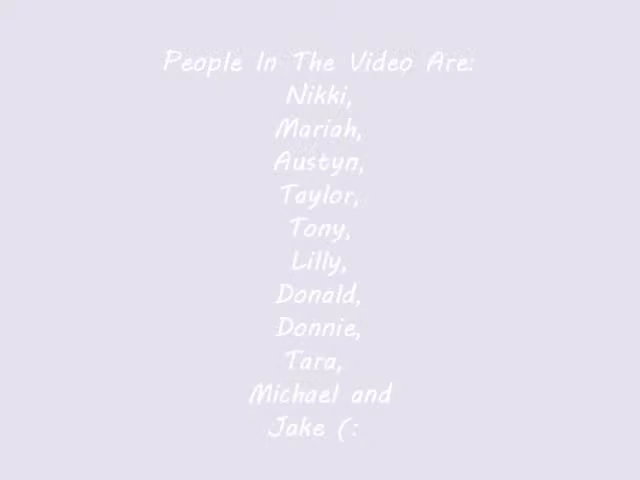 People In The Video Are:
Nikki,
Mariah,
Austyn,
Taylor,
Tony,
Lilly,
Donald,
Donnie,
Tara,
Michael and
Jake (: